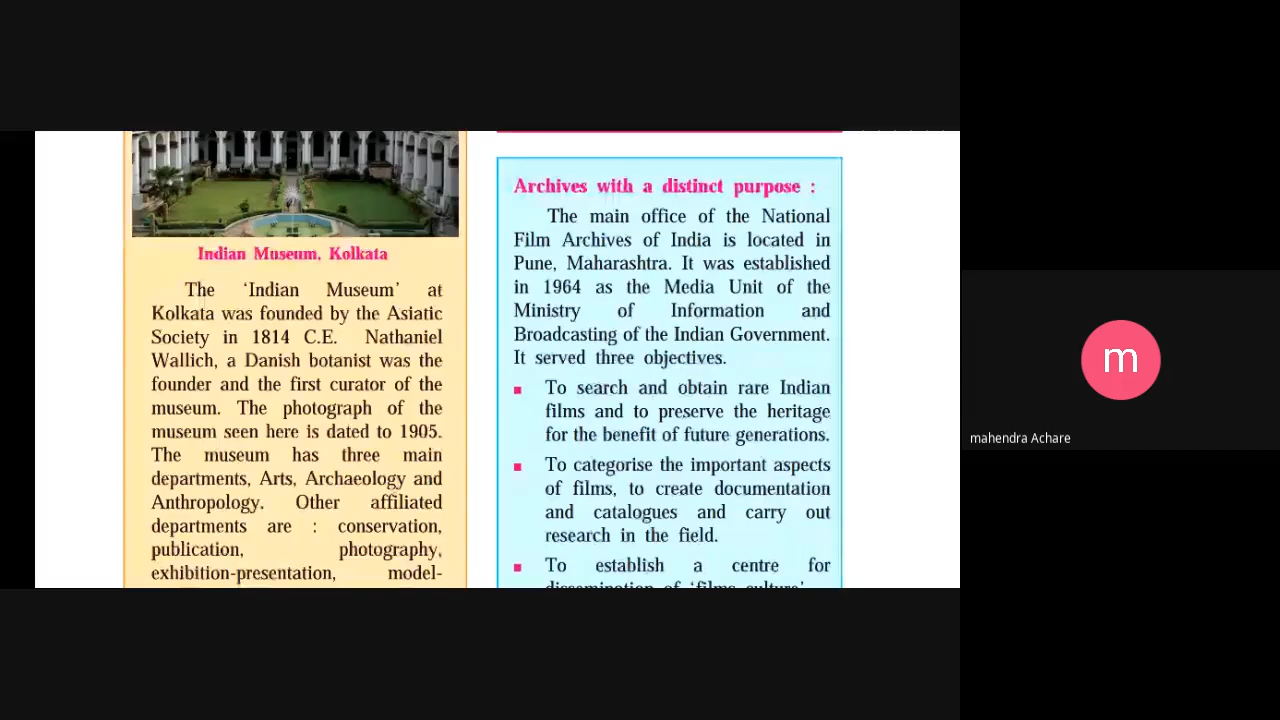 Indian Museum, Kolkata
The ‘Indian Museum’ at
Kolkata was founded by the Asiatic
Society in 1814 C.E. Nathaniel
Wallich, a Danish botanist was the
founder and the first curator of the
museum. The photograph of the
museum seen here is dated to 1905.
The museum has three main
departments, Arts, Archaeology and
Anthropology. Other affiliated
departments are : conservation,
publication, photography,
exhibition-presentation, model-
Archives with a distinct purpose :
The main office of the National
Film Archives of India is located in
Pune, Maharashtra. It was established
in 1964 as the Media Unit of the
Ministry of Information and
Broadcasting of the Indian Government.
It served three objectives.
▪ To search and obtain rare Indian
films and to preserve the heritage
for the benefit of future generations.
▪ To categorise the important aspects
of films, to create documentation
and catalogues and carry out
research in the field.
▪ To establish a centre for
dissemination of ‘films culture’.
m
mahendra Achare